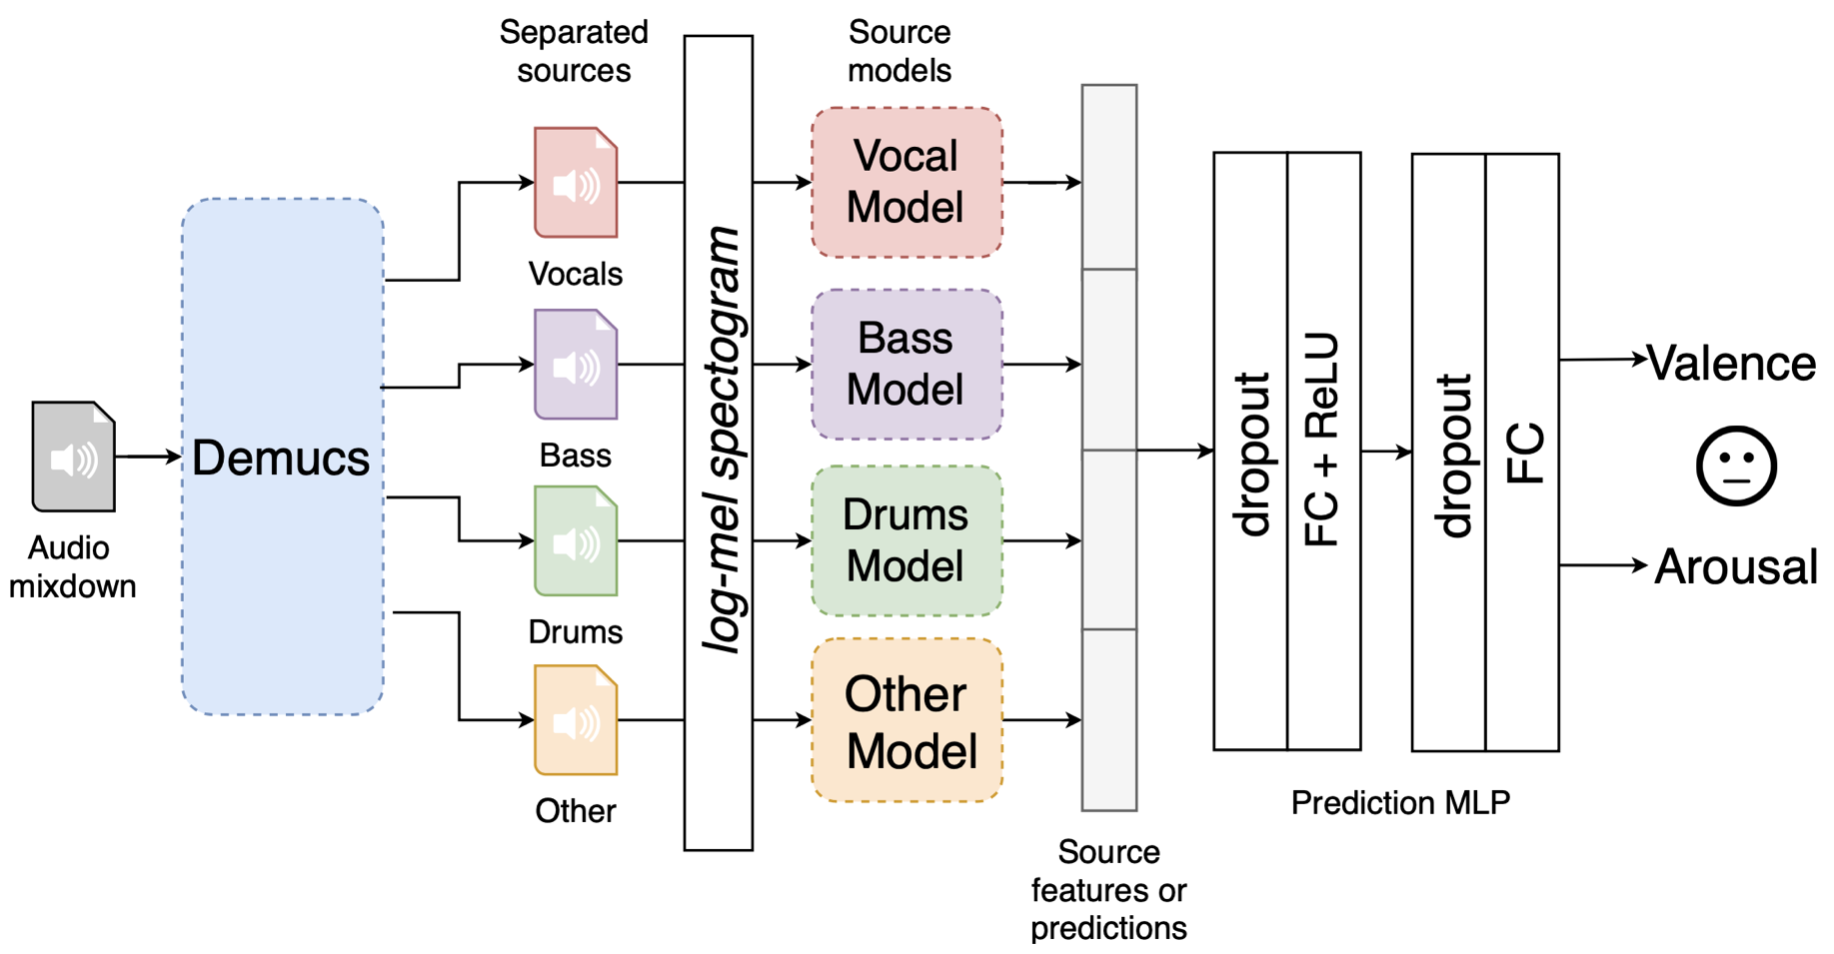 Separated
sources
Source
models
Vocals
Bass
Drums
Other
Audio
mixdown
Demucs
log-mel spectogram
Vocal
Model
Bass
Model
Drums
Model
Other
Model
Source
features or
predictions
dropout
FC + ReLU
dropout
FC
Prediction MLP
Valence
Arousal